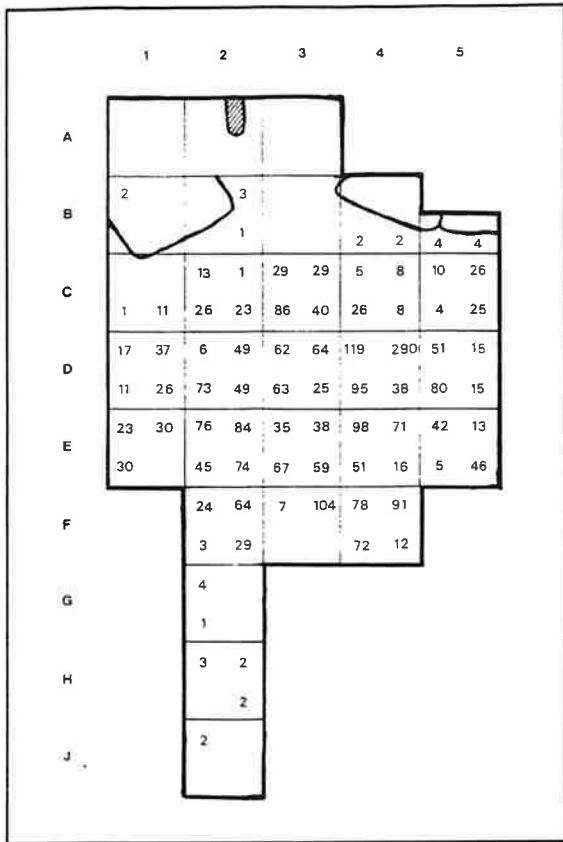 1 2 3 4 5
A
2 3
B
1 2 2 4 4
13 1 29 29 5 8 10 26
C
1 11 26 23 86 40 26 8 4 25
17 37 6 49 62 64 119 290 51 15
D
11 26 73 49 63 25 95 38 80 15
23 30 76 84 35 38 98 71 42 13
E
30 45 74 67 59 51 16 5 46
24 64 7 104 78 91
F
3 29 72 12
4
G
1
3 2
H
2
2
J